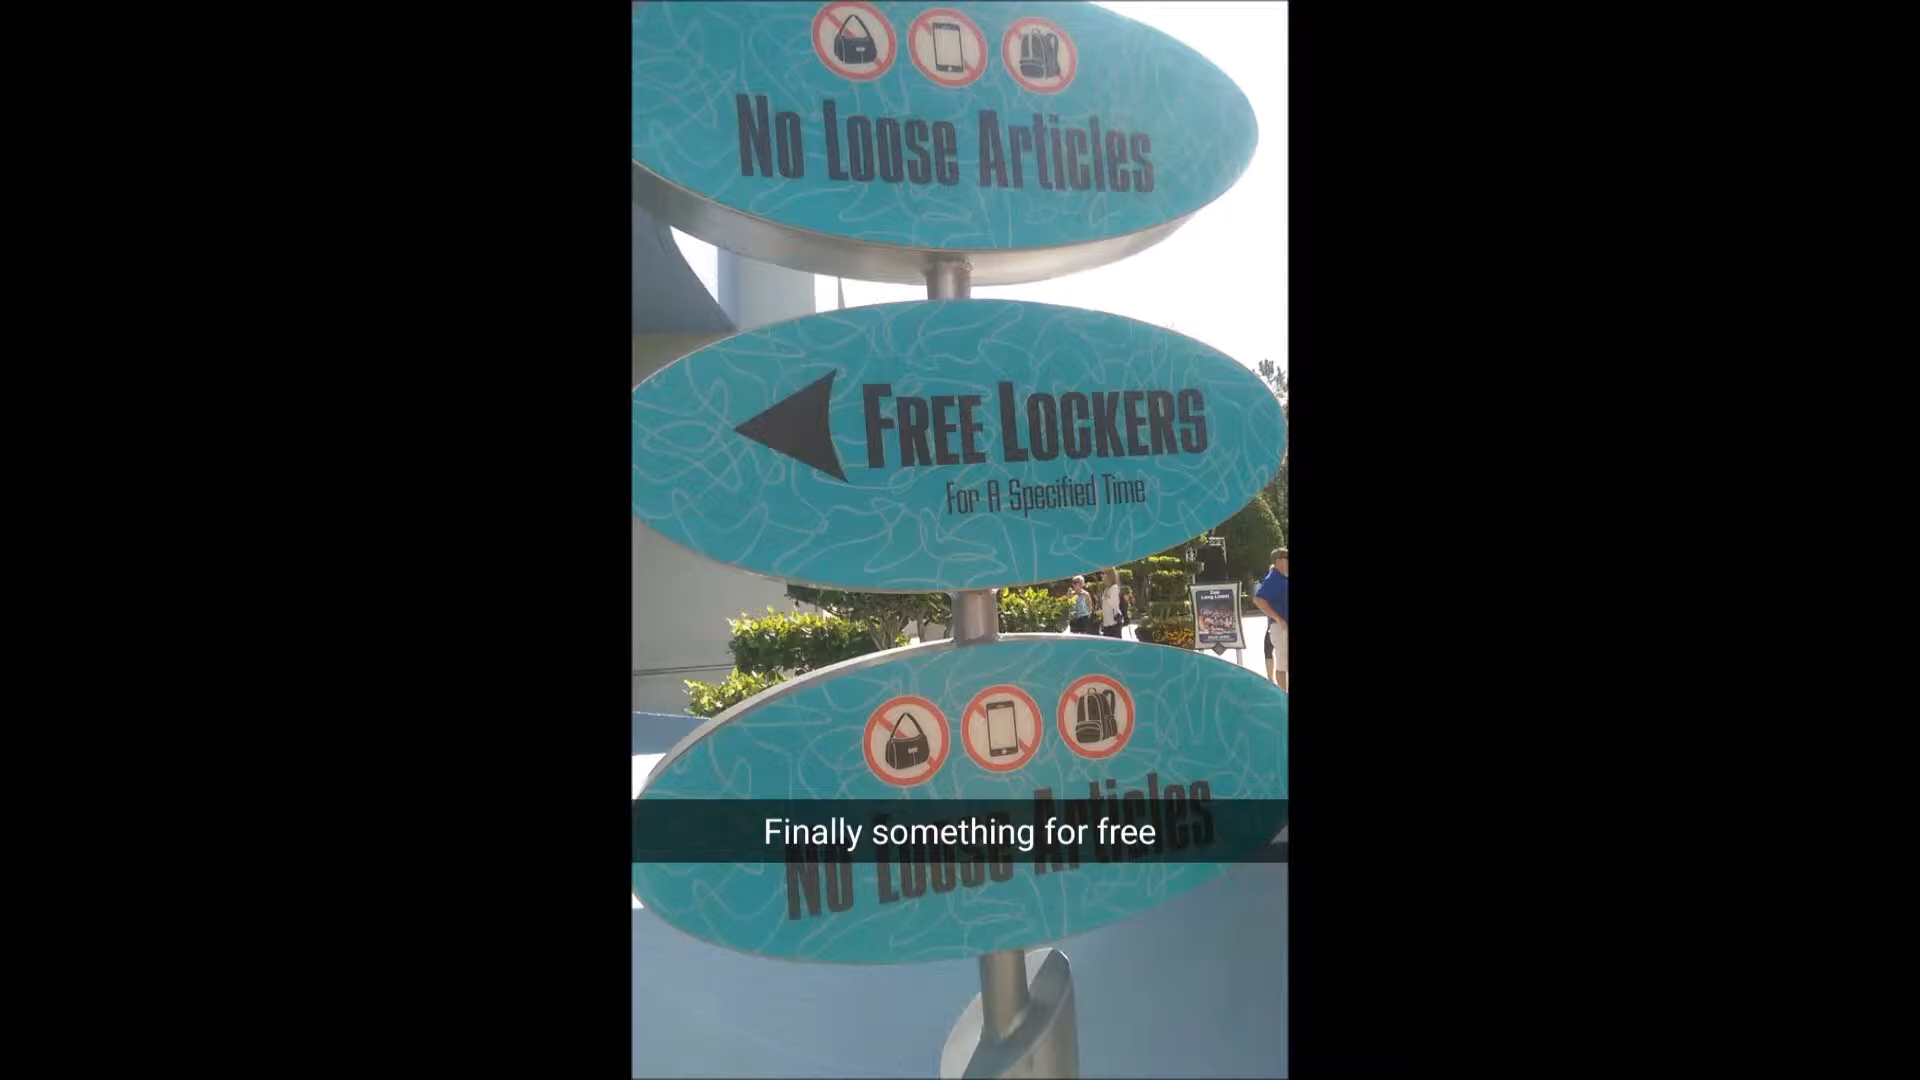 No Loose Articles
FREE LOCKERS
For A Specified Time
No Loose Articles
Finally something for free